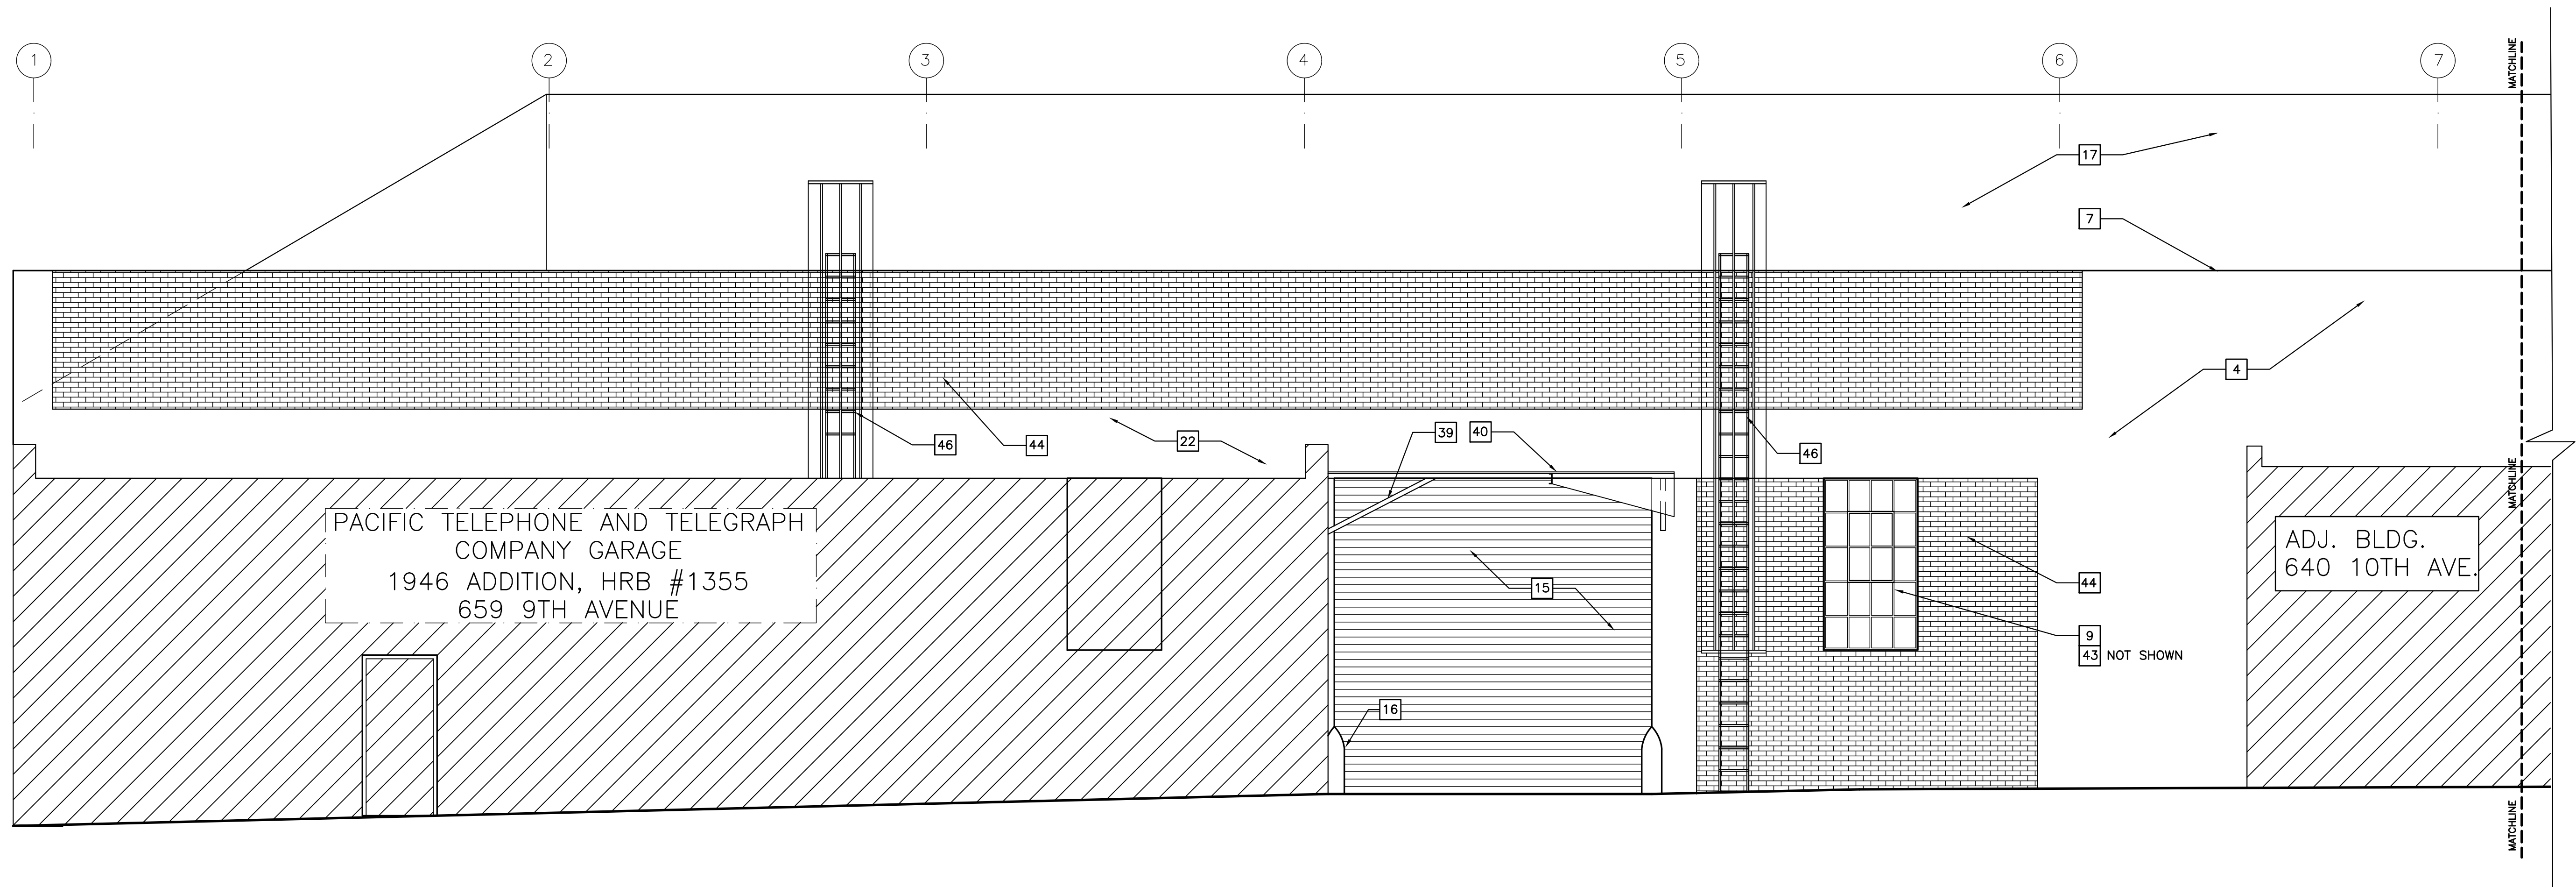 1
2
3
4
5
6
7
MATCHLINE
17
7
4
46
44
22
39
40
46
MATCHLINE
PACIFIC TELEPHONE AND TELEGRAPH
COMPANY GARAGE
1946 ADDITION, HRB #1355
659 9TH AVENUE
ADJ. BLDG.
640 10TH AVE.
15
44
9
43 NOT SHOWN
16
MATCHLINE